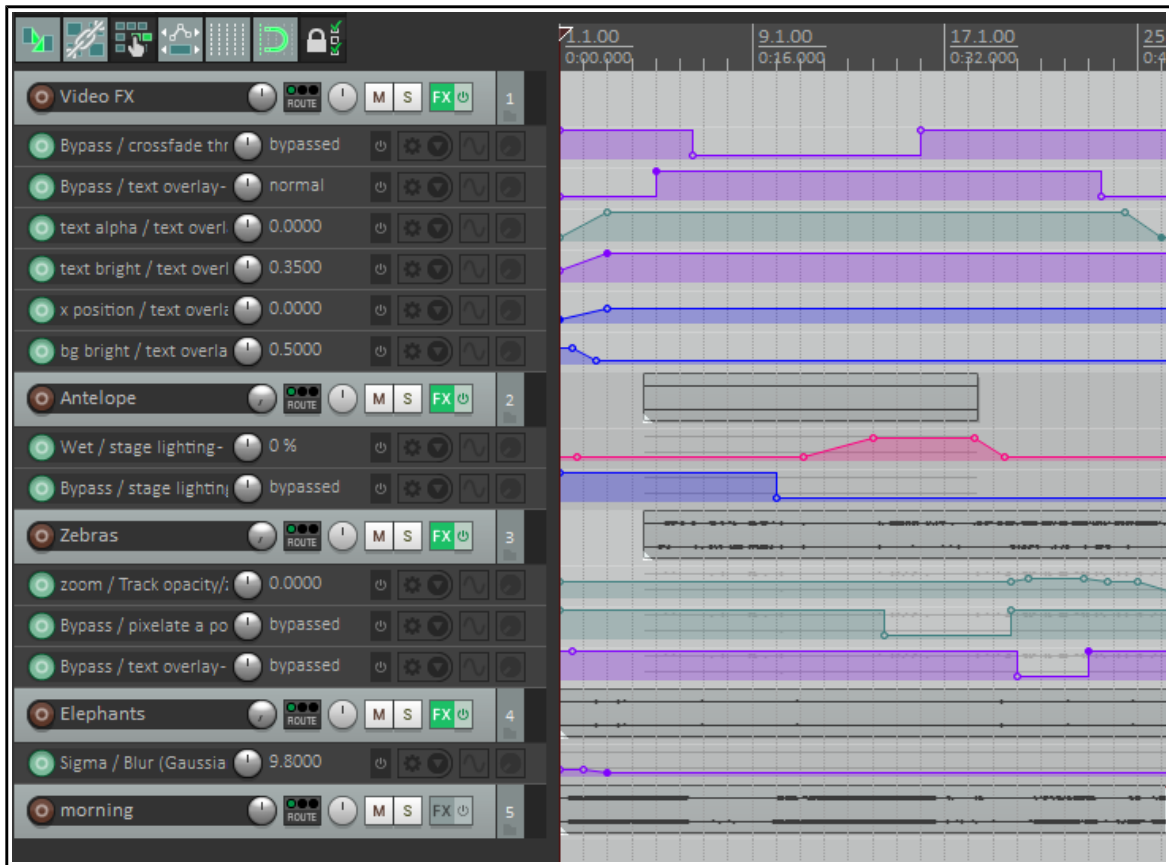 1.1.00 9.1.00 17.1.00 25
0:00.000 0:16.000 0:32.000 0:4
Video FX ROUTE M S FX 1
Bypass / crossfade thr bypassed
Bypass / text overlay- normal
text alpha / text overl 0.0000
text bright / text overl 0.3500
x position / text overla 0.0000
bg bright / text overla 0.5000
Antelope ROUTE M S FX 2
Wet / stage lighting- 0 %
Bypass / stage lighting bypassed
Zebras ROUTE M S FX 3
zoom / Track opacity/z 0.0000
Bypass / pixelate a po bypassed
Bypass / text overlay- bypassed
Elephants ROUTE M S FX 4
Sigma / Blur (Gaussia 9.8000
morning ROUTE M S FX 5